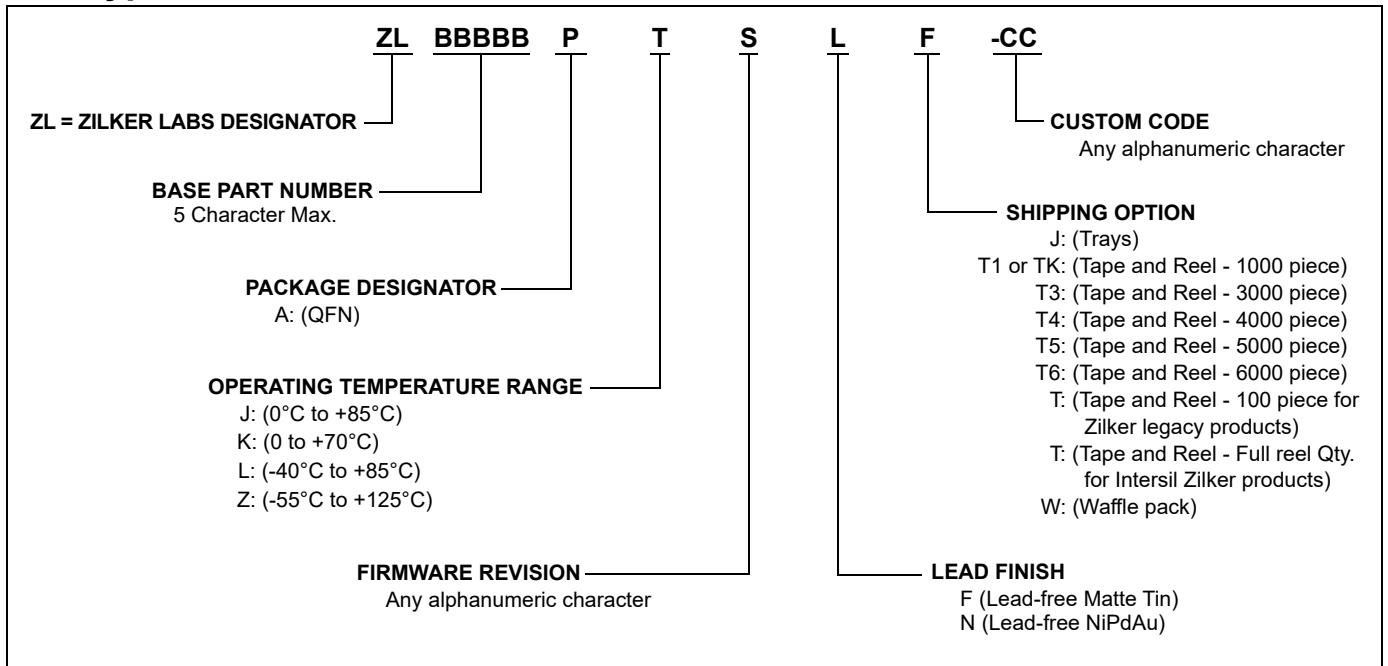 ZL BBBBB P T S L F -CC
ZL = ZILKER LABS DESIGNATOR
BASE PART NUMBER
5 Character Max.
PACKAGE DESIGNATOR
A: (QFN)
OPERATING TEMPERATURE RANGE
J: (0°C to +85°C)
K: (0 to +70°C)
L: (-40°C to +85°C)
Z: (-55°C to +125°C)
FIRMWARE REVISION
Any alphanumeric character
CUSTOM CODE
Any alphanumeric character
SHIPPING OPTION
J: (Trays)
T1 or TK: (Tape and Reel - 1000 piece)
T3: (Tape and Reel - 3000 piece)
T4: (Tape and Reel - 4000 piece)
T5: (Tape and Reel - 5000 piece)
T6: (Tape and Reel - 6000 piece)
T: (Tape and Reel - 100 piece for
Zilker legacy products)
T: (Tape and Reel - Full reel Qty.
for Intersil Zilker products)
W: (Waffle pack)
LEAD FINISH
F (Lead-free Matte Tin)
N (Lead-free NiPdAu)